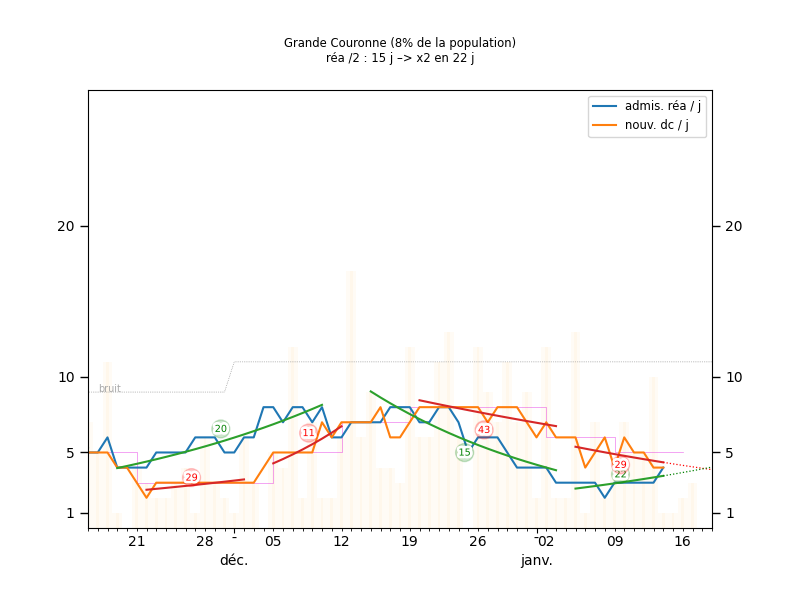 Grande Couronne (8% de la population)
réa /2 : 15 j –> x2 en 22 j
admis. réa / j
nouv. dc / j
20 20
10 10
bruit
20
11
43
29
15
29
22
5 5
1 1
21 28 05 12 19 26 02 09 16
déc. janv.